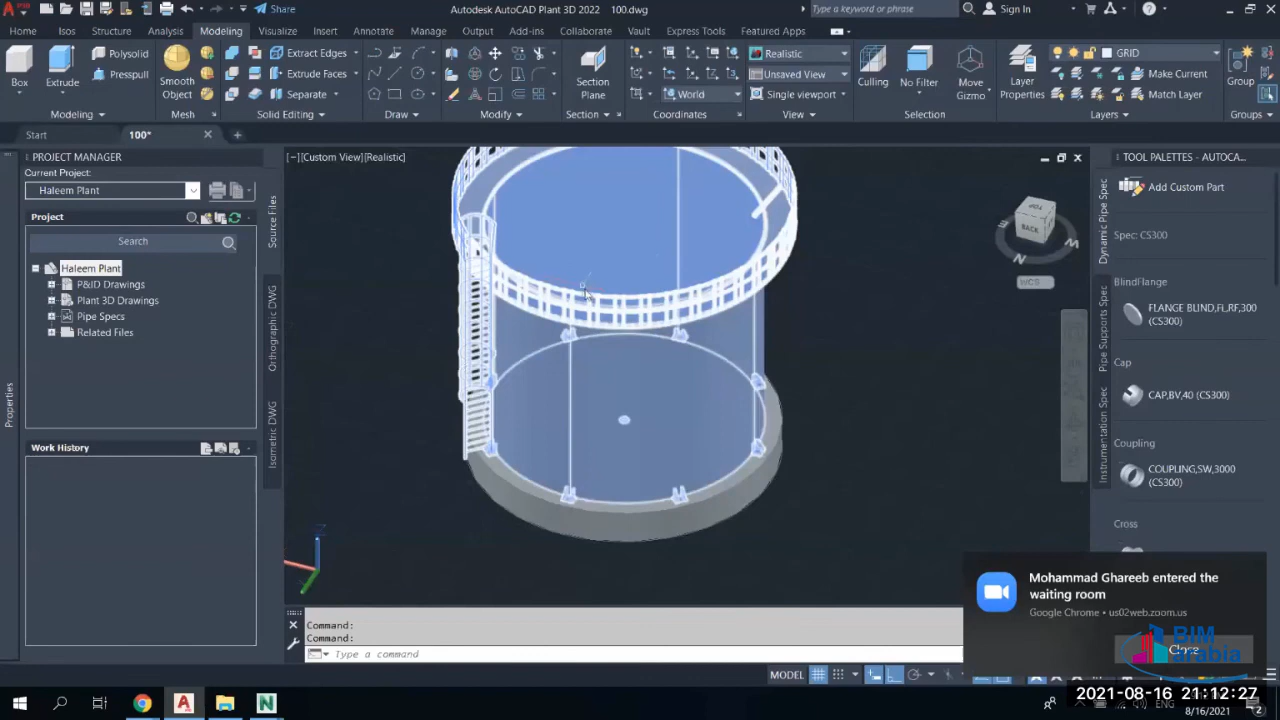 Share
Autodesk AutoCAD Plant 3D 2022 100.dwg
Type a keyword or phrase
Sign In
Home
Isos
Structure
Analysis
Modeling
Visualize
Insert
Annotate
Manage
Output
Add-ins
Collaborate
Vault
Express Tools
Featured Apps
Box
Extrude
Polysolid
Presspull
Smooth Object
Extract Edges
Extrude Faces
Separate
Section Plane
Realistic
Unsaved View
World
Single viewport
Culling
No Filter
Move Gizmo
Layer Properties
GRID
Make Current
Match Layer
Group
Modeling
Mesh
Solid Editing
Draw
Modify
Section
Coordinates
View
Selection
Layers
Groups
Start
100*
PROJECT MANAGER
Current Project:
Haleem Plant
Project
Search
Haleem Plant
P&ID Drawings
Plant 3D Drawings
Pipe Specs
Related Files
Work History
Properties
Source Files
Orthographic DWG
Isometric DWG
[−][Custom View][Realistic]
TOP
BACK
E
N
W
WCS
Z
TOOL PALETTES - AUTOCA...
Dynamic Pipe Spec
Pipe Supports Spec
Instrumentation Spec
Add Custom Part
Spec: CS300
BlindFlange
FLANGE BLIND,FL,RF,300 (CS300)
Cap
CAP,BV,40 (CS300)
Coupling
COUPLING,SW,3000 (CS300)
Cross
Command:
Command:
Type a command
MODEL
Mohammad Ghareeb entered the waiting room
Google Chrome • us02web.zoom.us
Close
BIM
arabia
2021-08-16 21:12:27
ENG
8/16/2021
2